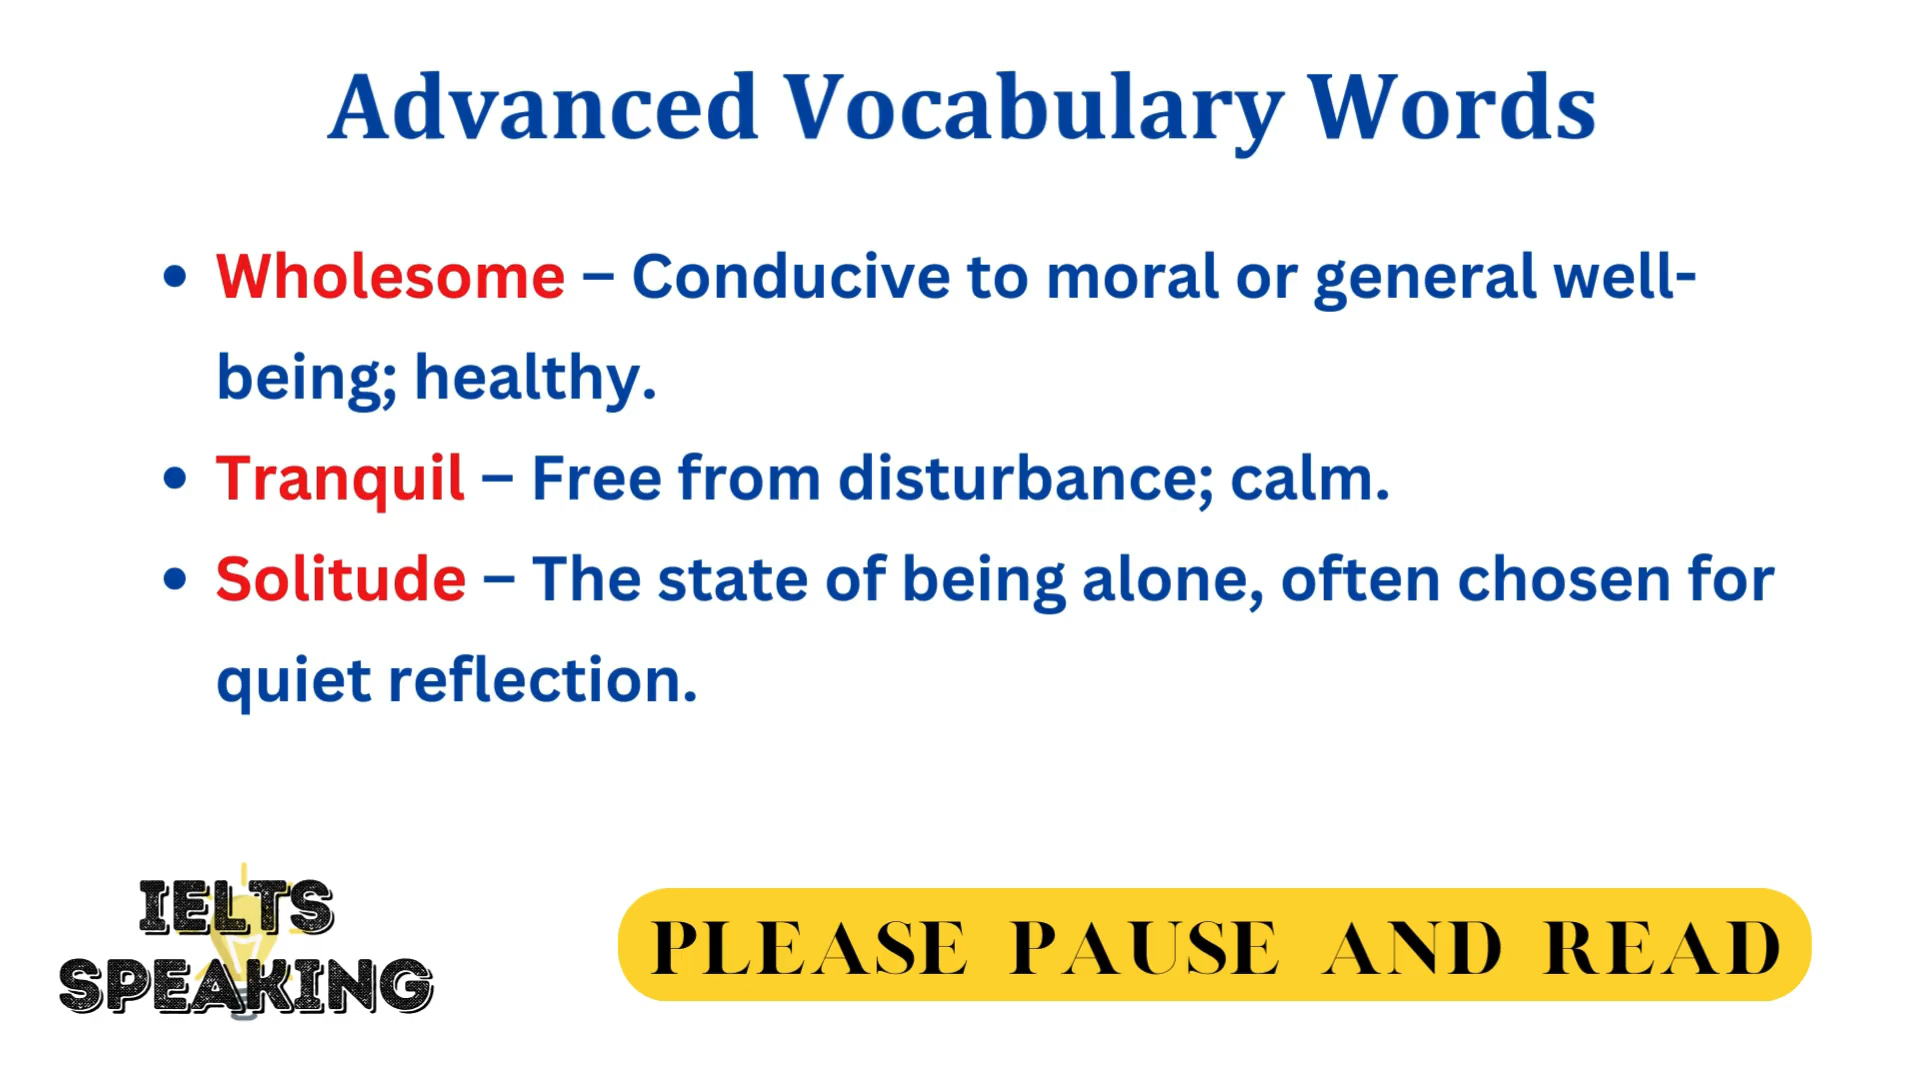 Advanced Vocabulary Words
• Wholesome – Conducive to moral or general well-
being; healthy.
• Tranquil – Free from disturbance; calm.
• Solitude – The state of being alone, often chosen for
quiet reflection.
IELTS
SPEAKING
PLEASE PAUSE AND READ